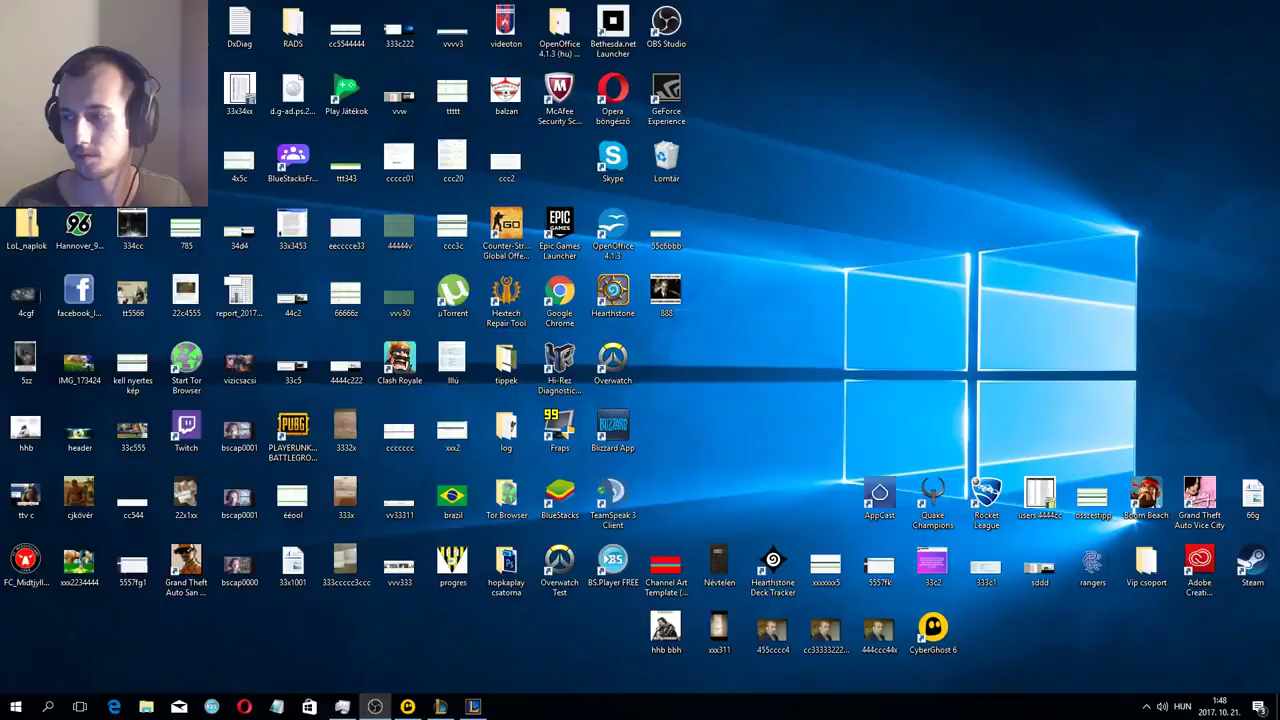 DxDiag
RADS
cc5544444
333c222
vvvv3
videoton
OpenOffice
4.1.3 (hu) ...
Bethesda.net
Launcher
OBS Studio
33x34xx
d.g-ad.ps.2...
Play Játékok
vvw
ttttt
balzan
McAfee
Security Sc...
Opera
böngésző
GeForce
Experience
4x5c
BlueStacksFr...
ttt343
ccccc01
ccc20
ccc2
Skype
Lomtár
LoL_naplok
Hannover_9...
334cc
785
34d4
33x3453
eecccce33
44444v
ccc3c
Counter-Str...
Global Offe...
Epic Games
Launcher
OpenOffice
4.1.3
55c6bbb
4cgf
facebook_l...
tt5566
22c4555
report_2017...
44c2
66666z
vvv30
µTorrent
Hextech
Repair Tool
Google
Chrome
Hearthstone
888
5zz
IMG_173424
kell nyertes
kép
Start Tor
Browser
vizicsacsi
33c5
4444c222
Clash Royale
tippek
Hi-Rez
Diagnostic...
Overwatch
hhb
header
33c555
Twitch
bscap0001
PLAYERUNK...
BATTLEGRO...
3332x
ccccccc
xxx2
log
Fraps
Blizzard App
ttv c
cjkövér
cc544
22x1xx
bscap0001
ééool
333x
vv33311
brazil
Tor Browser
BlueStacks
TeamSpeak 3
Client
AppCast
Quake
Champions
Rocket
League
users 4444cc
összestipp
Boom Beach
Grand Theft
Auto Vice City
66g
FC_Midtjyll...
xxx2234444
5557fg1
Grand Theft
Auto San ...
bscap0000
33x1001
333cccc3ccc
vvv333
progres
hopkaplay
csatorna
Overwatch
Test
BS.Player FREE
Channel Art
Template (...
Névtelen
Hearthstone
Deck Tracker
xxxxxxx5
5557fk
33c2
333c1
sddd
rangers
Vip csoport
Adobe
Creati...
Steam
hhb bbh
xxx311
455cccc4
cc33333222...
444ccc44x
CyberGhost 6
HUN
1:48
2017. 10. 21.